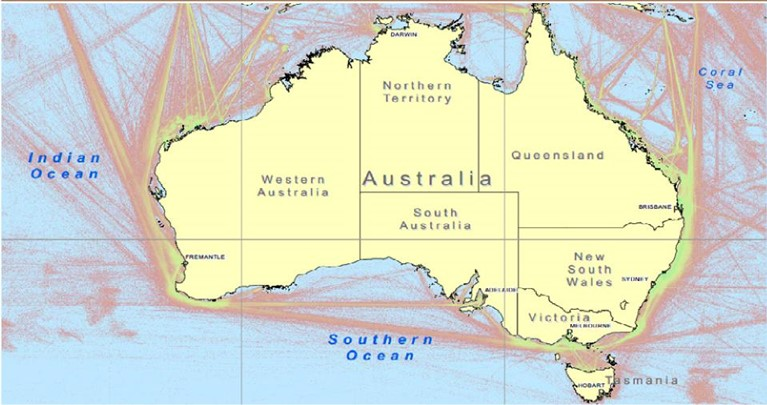 DARWIN
Coral
Sea
Northern
Territory
Indian
Ocean
Queensland
Western
Australia
Australia
South
Australia
BRISBANE
FREMANTLE
New
South
Wales
SYDNEY
ADELAIDE
Victoria
MELBOURNE
Southern
Ocean
HOBART
Tasmania